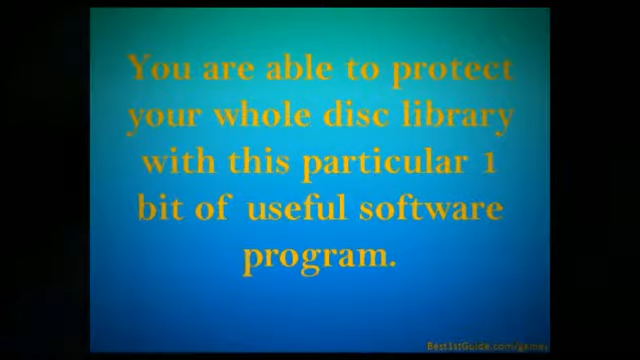 You are able to protect
your whole disc library
with this particular 1
bit of useful software
program.
Best1stGuide.com/games